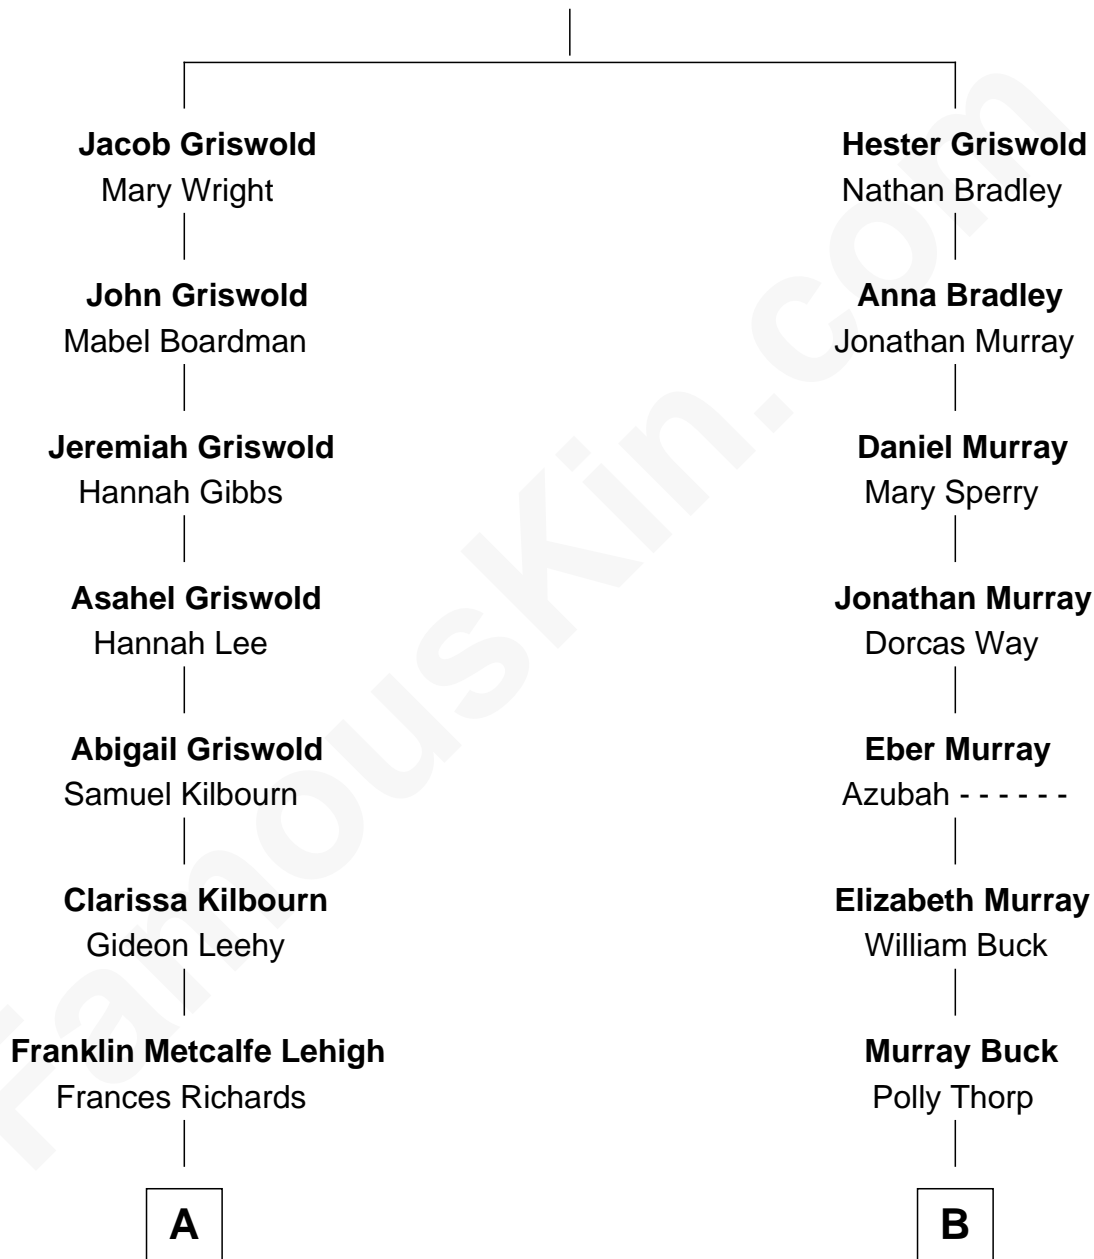 Jacob Griswold
Mary Wright
Hester Griswold
Nathan Bradley
John Griswold
Mabel Boardman
Anna Bradley
Jonathan Murray
Jeremiah Griswold
Hannah Gibbs
Daniel Murray
Mary Sperry
Asahel Griswold
Hannah Lee
Jonathan Murray
Dorcas Way
Abigail Griswold
Samuel Kilbourn
Eber Murray
Azubah - - - - - -
Clarissa Kilbourn
Gideon Leehy
Elizabeth Murray
William Buck
Franklin Metcalfe Lehigh
Frances Richards
Murray Buck
Polly Thorp
A
B
FamousKin.com